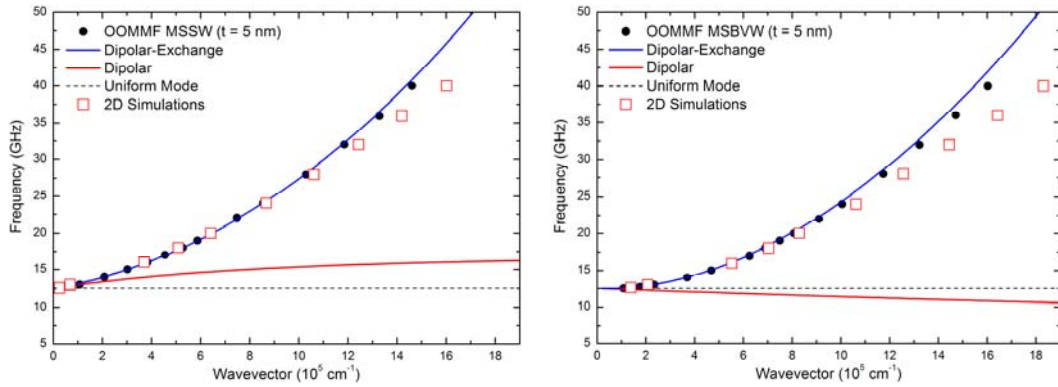 50
45
40
35
30
25
20
15
10
5
Frequency (GHz)
OOMMF MSSW (t = 5 nm)
Dipolar-Exchange
Dipolar
Uniform Mode
2D Simulations
0 2 4 6 8 10 12 14 16 18
Wavevector (10⁵ cm⁻¹)
50
45
40
35
30
25
20
15
10
5
Frequency (GHz)
OOMMF MSBVW (t = 5 nm)
Dipolar-Exchange
Dipolar
Uniform Mode
2D Simulations
0 2 4 6 8 10 12 14 16 18
Wavevector (10⁵ cm⁻¹)